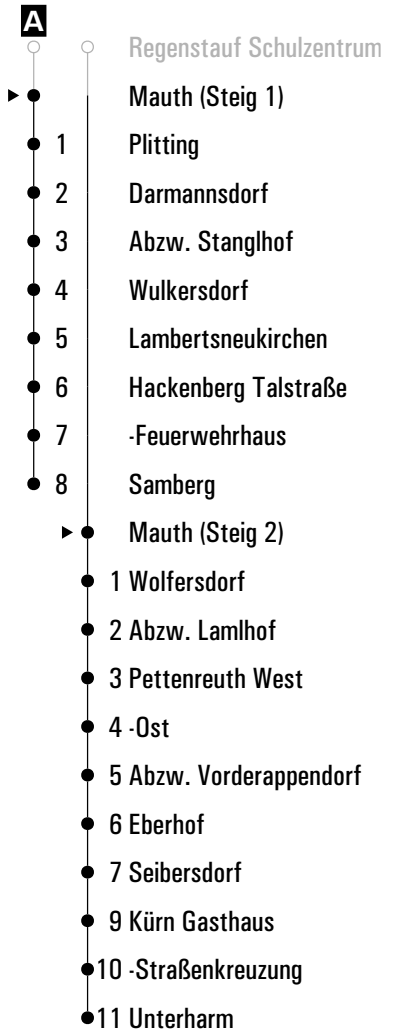 A
Regenstauf Schulzentrum
Mauth (Steig 1)
1 Plitting
2 Darmannsdorf
3 Abzw. Stanglhof
4 Wulkersdorf
5 Lambertsneukirchen
6 Hackenberg Talstraße
7 -Feuerwehrhaus
8 Samberg
Mauth (Steig 2)
1 Wolfersdorf
2 Abzw. Lamlhof
3 Pettenreuth West
4 -Ost
5 Abzw. Vorderappendorf
6 Eberhof
7 Seibersdorf
9 Kürn Gasthaus
10 -Straßenkreuzung
11 Unterharm